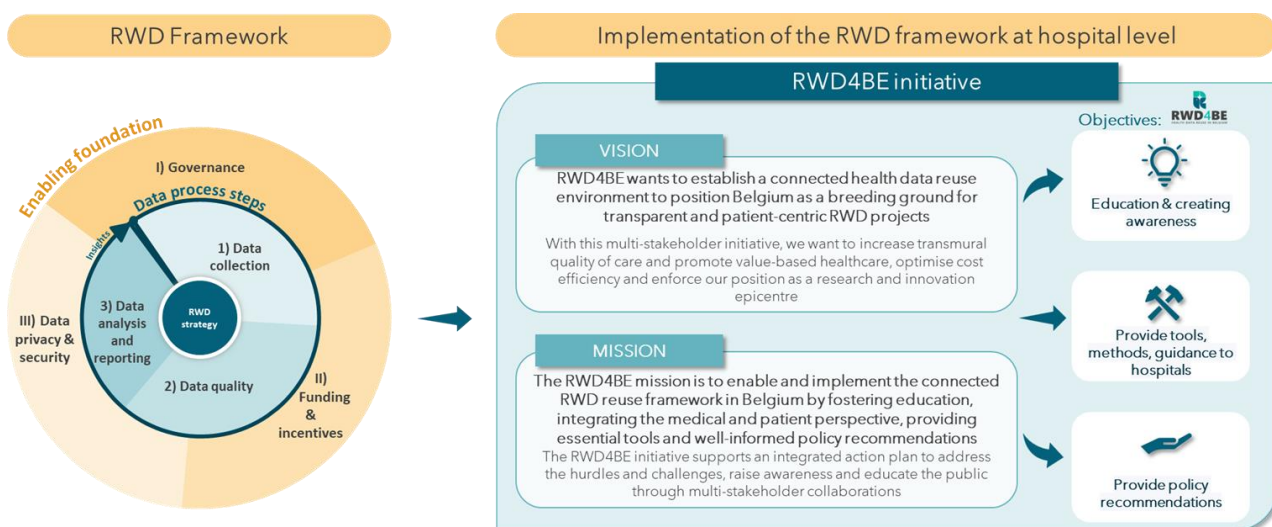 RWD Framework
Enabling foundation
I) Governance
Data process steps
Insights
1) Data
collection
RWD
strategy
3) Data
analysis
and
reporting
2) Data quality
III) Data
privacy &
security
II)
Funding
&
incentives
Implementation of the RWD framework at hospital level
RWD4BE initiative
VISION
RWD4BE wants to establish a connected health data reuse
environment to position Belgium as a breeding ground for
transparent and patient-centric RWD projects
With this multi-stakeholder initiative, we want to increase transmural
quality of care and promote value-based healthcare, optimise cost
efficiency and enforce our position as a research and innovation
epicentre
MISSION
The RWD4BE mission is to enable and implement the connected
RWD reuse framework in Belgium by fostering education,
integrating the medical and patient perspective, providing
essential tools and well-informed policy recommendations
The RWD4BE initiative supports an integrated action plan to address
the hurdles and challenges, raise awareness and educate the public
through multi-stakeholder collaborations
Objectives:
RWD4BE
Education & creating
awareness
Provide tools,
methods, guidance to
hospitals
Provide policy
recommendations